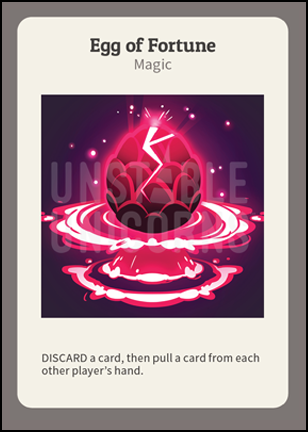 Egg of Fortune
Magic
UNSTABLE
UNICORNS
DISCARD a card, then pull a card from each
other player's hand.